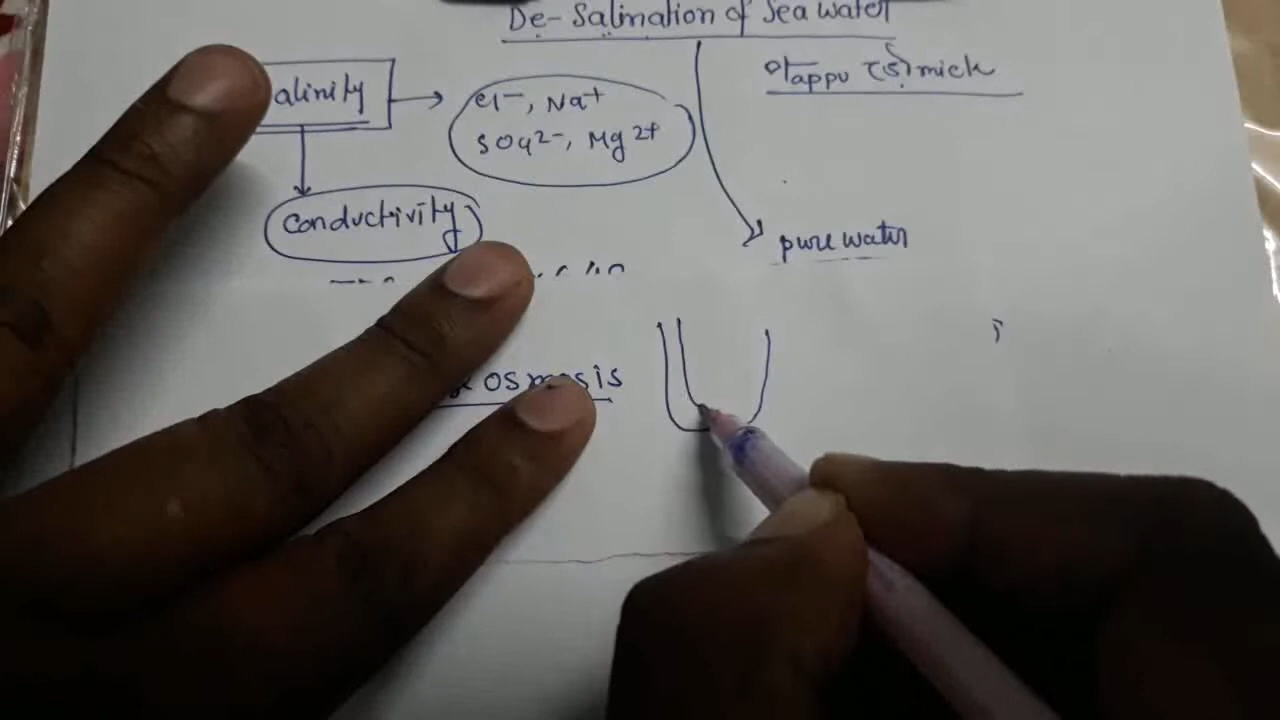 De-Salination of Sea water
alinity
Cl⁻, Na⁺
SO₄²⁻, Mg²⁺
conductivity
pure water
osmosis